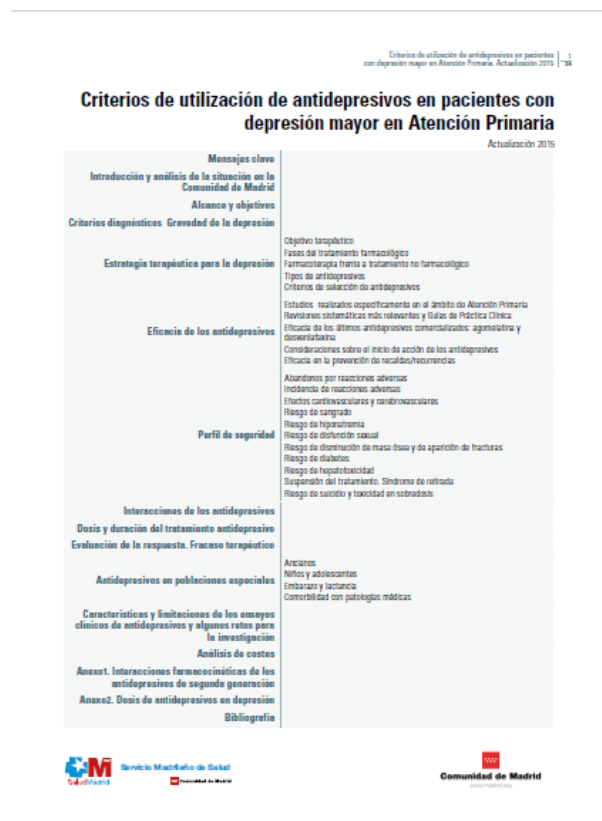 Criterios de utilización de antidepresivos en pacientes
con depresión mayor en Atención Primaria. Actualización 2015
1
Criterios de utilización de antidepresivos en pacientes con
depresión mayor en Atención Primaria
Actualización 2015
Mensajes clave
Introducción y análisis de la situación en la
Comunidad de Madrid
Alcance y objetivos
Criterios diagnósticos Gravedad de la depresión
Estrategia terapéutica para la depresión
Objetivo terapéutico
Fases del tratamiento farmacológico
Farmacoterapia frente a tratamiento no farmacológico
Tipos de antidepresivos
Criterios de selección de antidepresivos
Eficacia de los antidepresivos
Estudios realizados específicamente en el ámbito de Atención Primaria
Revisiones sistemáticas más relevantes y Guías de Práctica Clínica
Eficacia de los últimos antidepresivos comercializados: agomelatina y
desvenlafaxina
Consideraciones sobre el inicio de acción de los antidepresivos
Eficacia en la prevención de recaídas/recurrencias
Perfil de seguridad
Abandonos por reacciones adversas
Incidencia de reacciones adversas
Efectos cardiovasculares y cerebrovasculares
Riesgo de sangrado
Riesgo de hiponatremia
Riesgo de disfunción sexual
Riesgo de disminución de masa ósea y de aparición de fracturas
Riesgo de diabetes
Riesgo de hepatotoxicidad
Suspensión del tratamiento. Síndrome de retirada
Riesgo de suicidio y toxicidad en sobredosis
Interacciones de los antidepresivos
Dosis y duración del tratamiento antidepresivo
Evaluación de la respuesta. Fracaso terapéutico
Antidepresivos en poblaciones especiales
Ancianos
Niños y adolescentes
Embarazo y lactancia
Comorbilidad con patologías médicas
Características y limitaciones de los ensayos
clínicos de antidepresivos y algunos retos para
la investigación
Análisis de costes
Anexo1. Interacciones farmacocinéticas de los
antidepresivos de segunda generación
Anexo2. Dosis de antidepresivos en depresión
Bibliografía
SaludMadrid
Servicio Madrileño de Salud
Comunidad de Madrid
Comunidad de Madrid
www.madrid.org